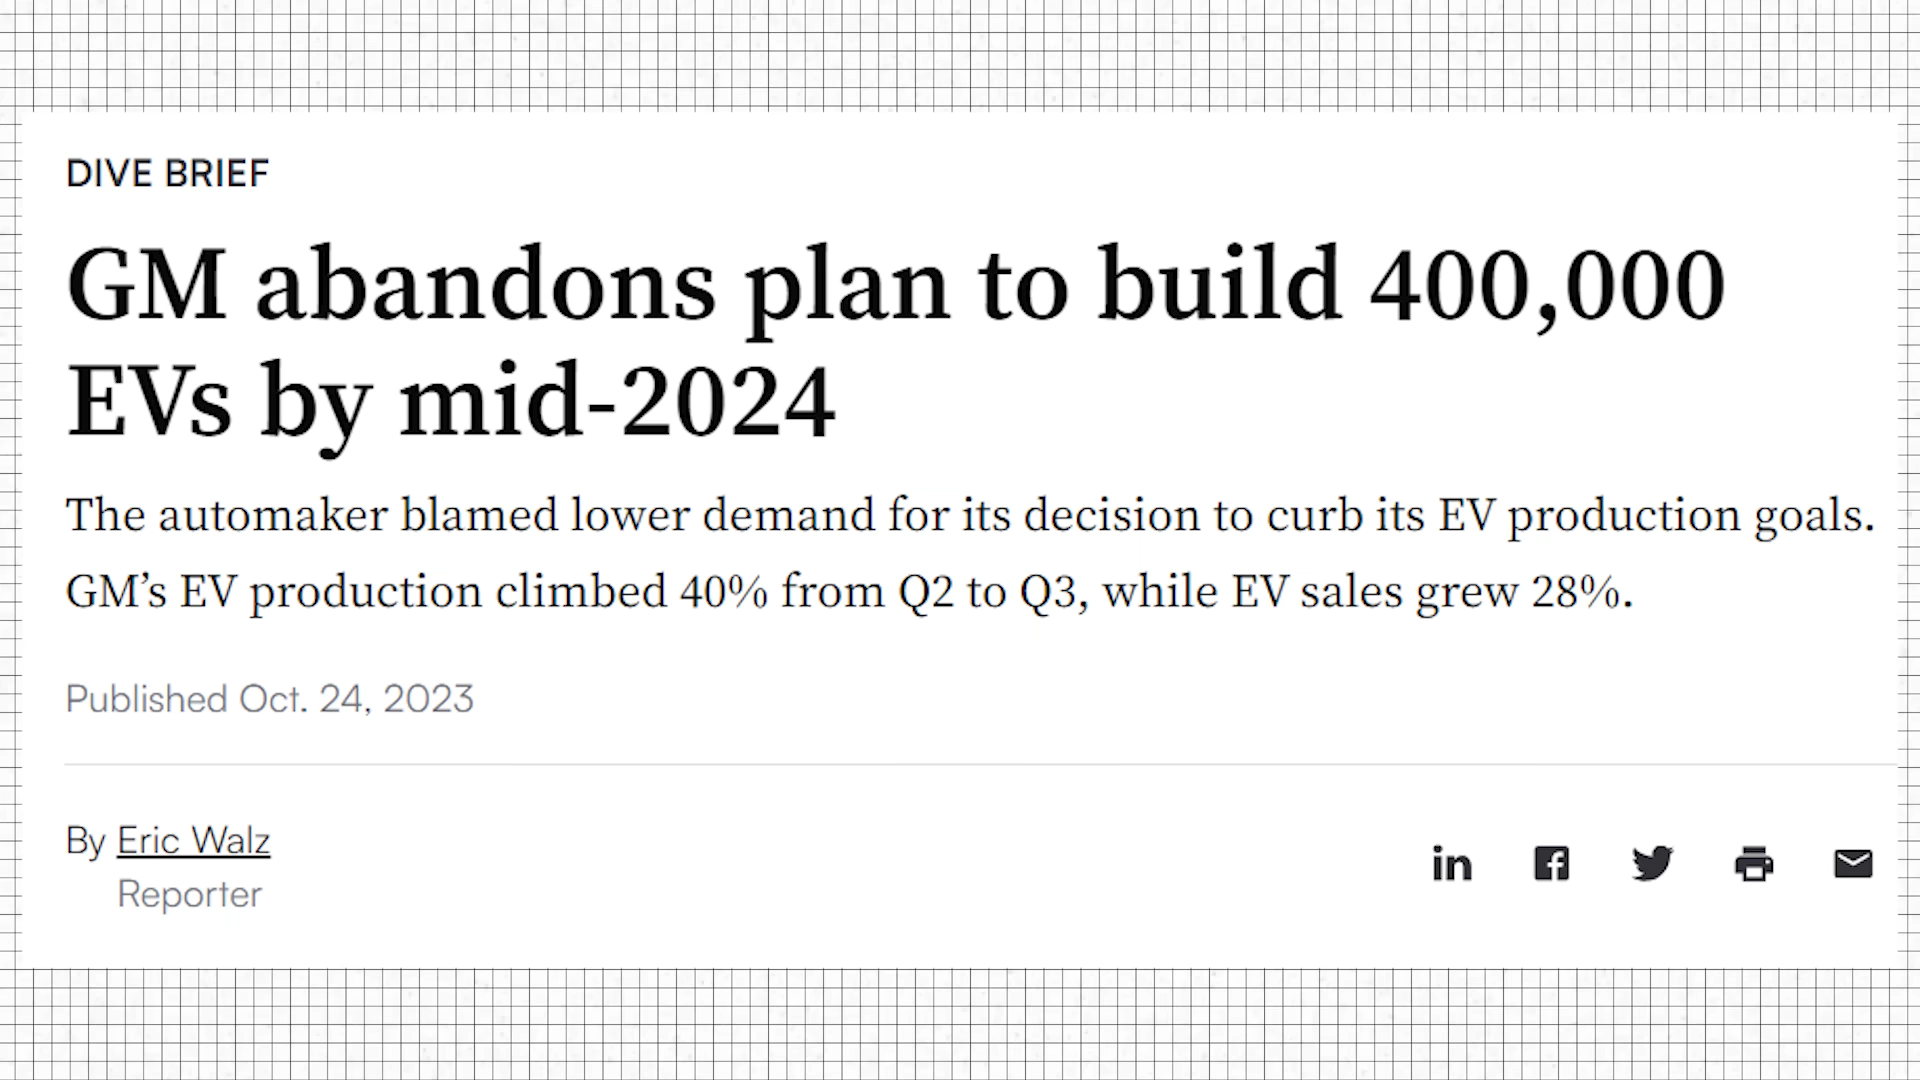 DIVE BRIEF
GM abandons plan to build 400,000
EVs by mid-2024
The automaker blamed lower demand for its decision to curb its EV production goals.
GM’s EV production climbed 40% from Q2 to Q3, while EV sales grew 28%.
Published Oct. 24, 2023
By Eric Walz
Reporter